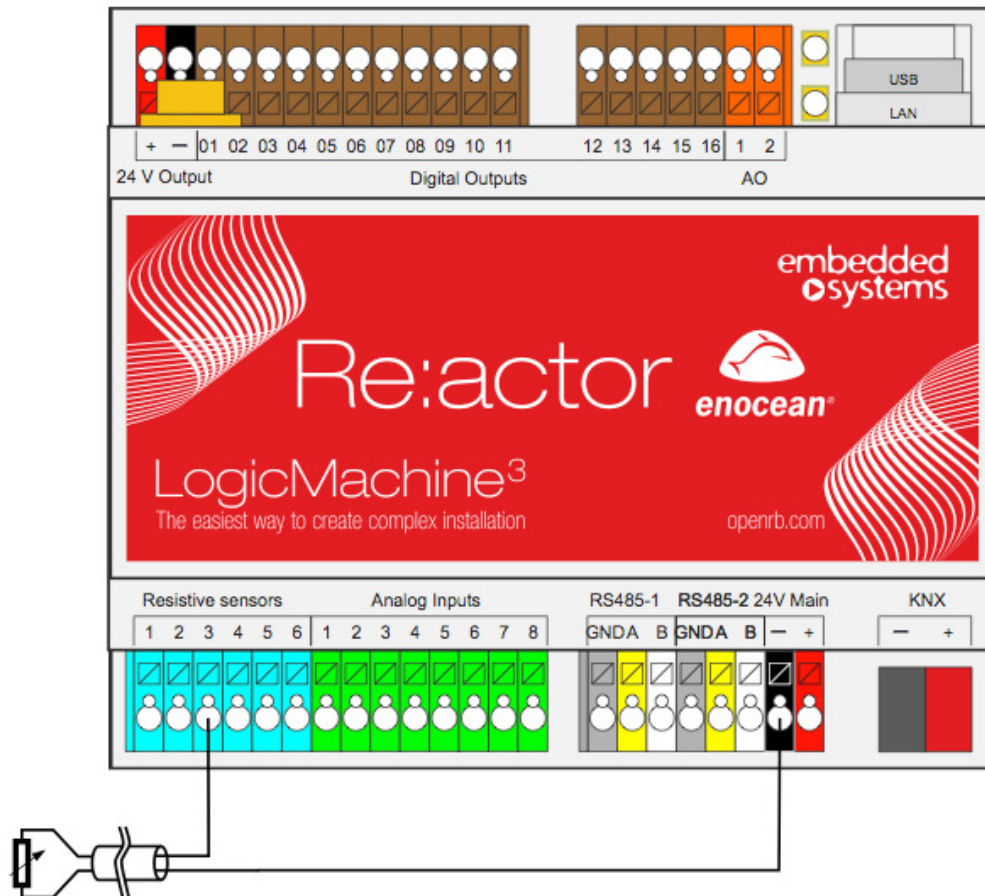 USB
LAN
+ — 01 02 03 04 05 06 07 08 09 10 11 12 13 14 15 16 1 2
24 V Output Digital Outputs AO
embedded
systems
Re:actor
enocean®
LogicMachine³
The easiest way to create complex installation openrb.com
Resistive sensors Analog Inputs RS485-1 RS485-2 24V Main KNX
1 2 3 4 5 6 1 2 3 4 5 6 7 8 GND A B GND A B — + — +